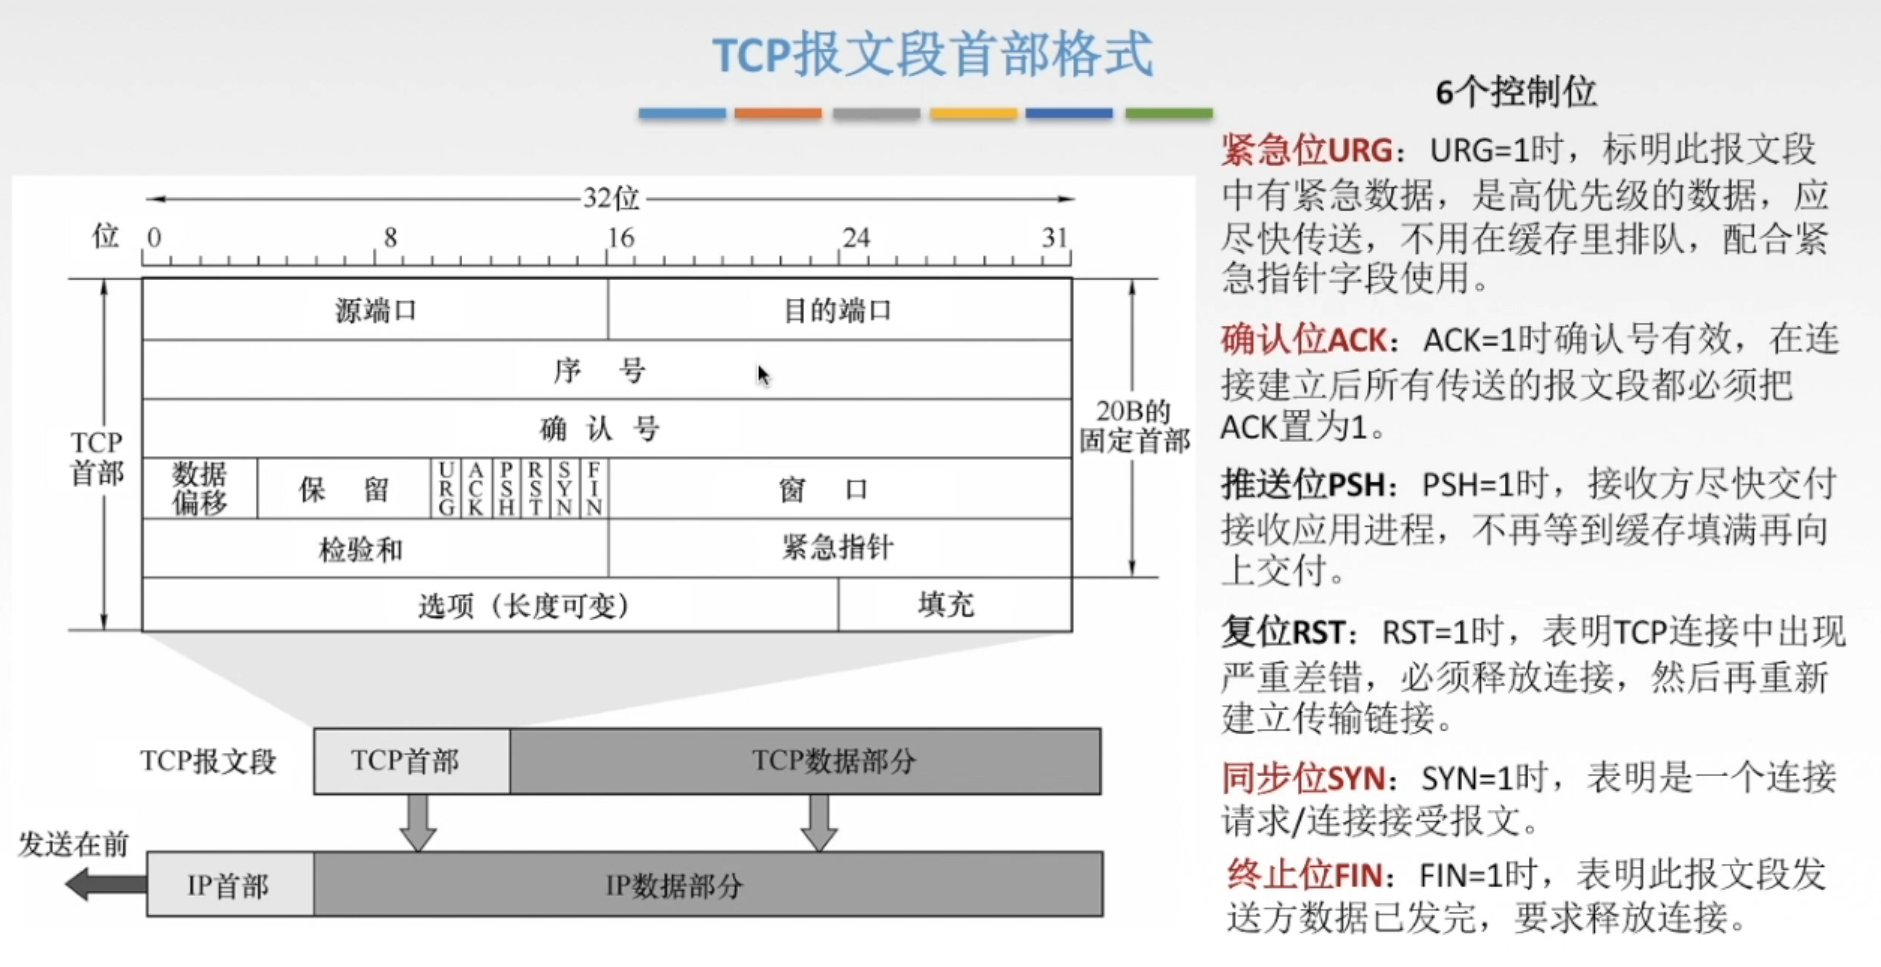 TCP报文段首部格式
6个控制位
紧急位URG：URG=1时，标明此报文段
中有紧急数据，是高优先级的数据，应
尽快传送，不用在缓存里排队，配合紧
急指针字段使用。
确认位ACK：ACK=1时确认号有效，在连
接建立后所有传送的报文段都必须把
ACK置为1。
推送位PSH：PSH=1时，接收方尽快交付
接收应用进程，不再等到缓存填满再向
上交付。
复位RST：RST=1时，表明TCP连接中出现
严重差错，必须释放连接，然后再重新
建立传输链接。
同步位SYN：SYN=1时，表明是一个连接
请求/连接接受报文。
终止位FIN：FIN=1时，表明此报文段发
送方数据已发完，要求释放连接。
32位
位 0 8 16 24 31
源端口 目的端口
序 号
确 认 号
TCP
首部
20B的
固定首部
数据
偏移
保 留
URG ACK PSH RST SYN FIN
窗 口
检验和 紧急指针
选项（长度可变） 填充
TCP报文段 TCP首部 TCP数据部分
发送在前
IP首部 IP数据部分